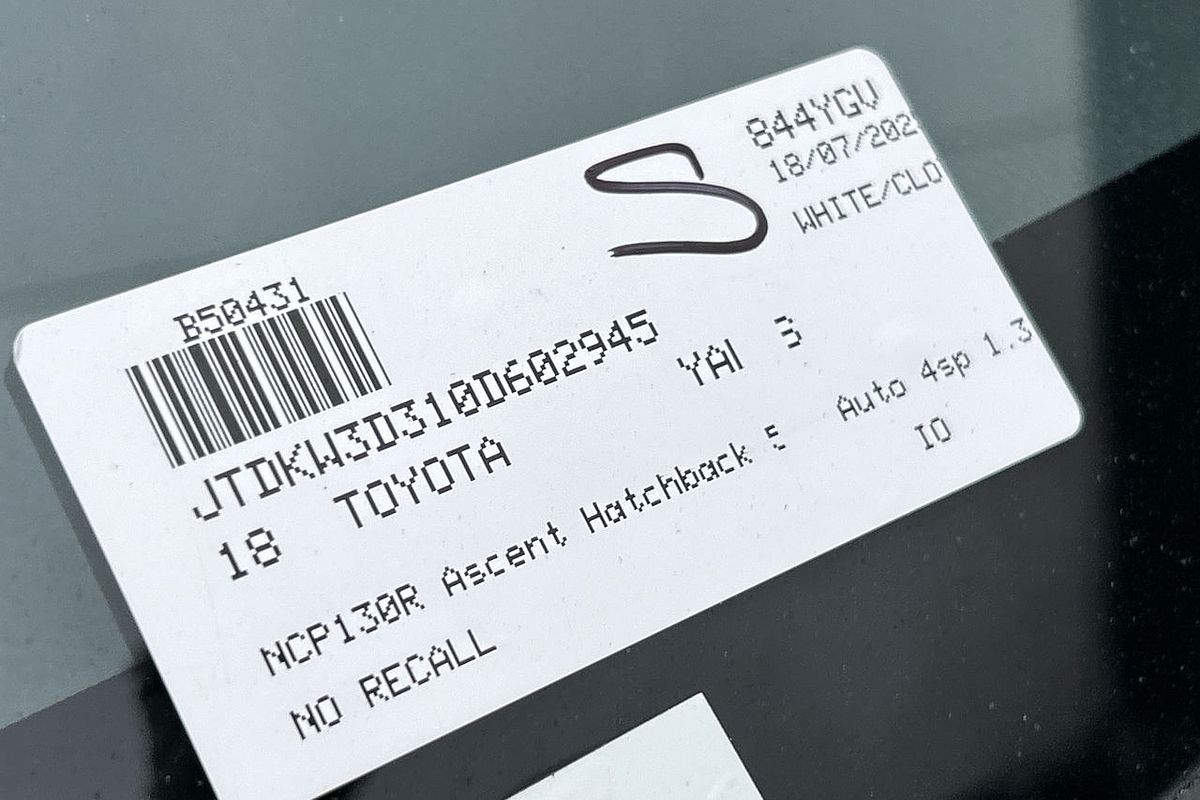 S
844YGV
18/07/202
WHITE/CLO
B50431
JTDKW3D310D602945
18 TOYOTA YAI 3
NCP130R Ascent Hatchback 5 Auto 4sp 1.3
IO
NO RECALL